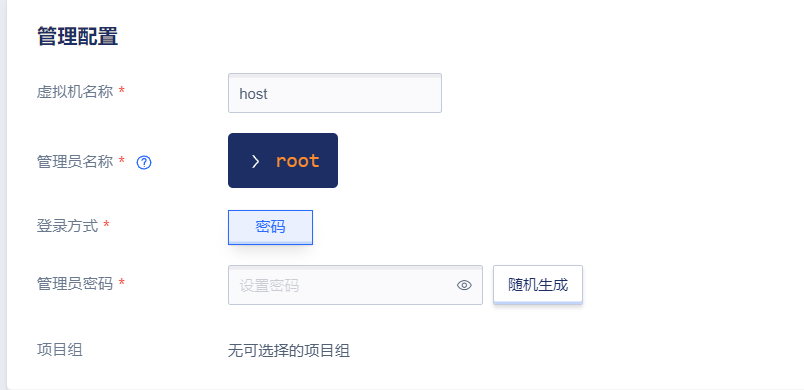 管理配置
虚拟机名称 *
host
管理员名称 * ?
> root
登录方式 *
密码
管理员密码 *
设置密码
随机生成
项目组
无可选择的项目组